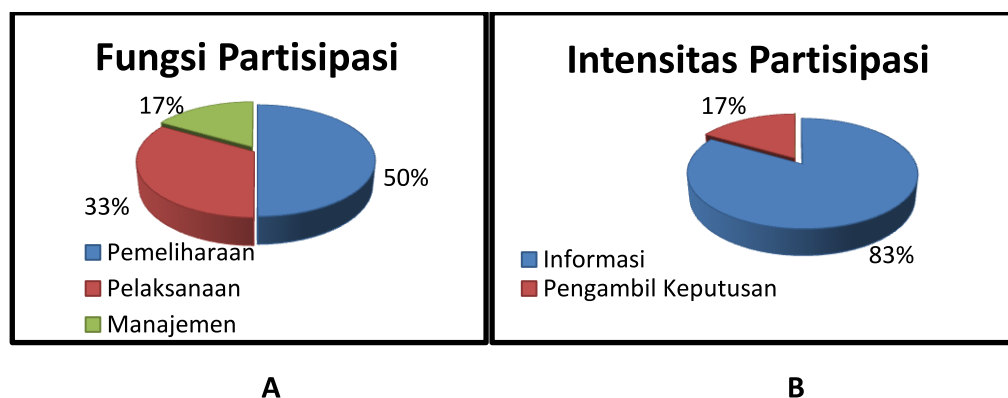 Fungsi Partisipasi
17%
50%
33%
Pemeliharaan
Pelaksanaan
Manajemen
A
Intensitas Partisipasi
17%
83%
Informasi
Pengambil Keputusan
B